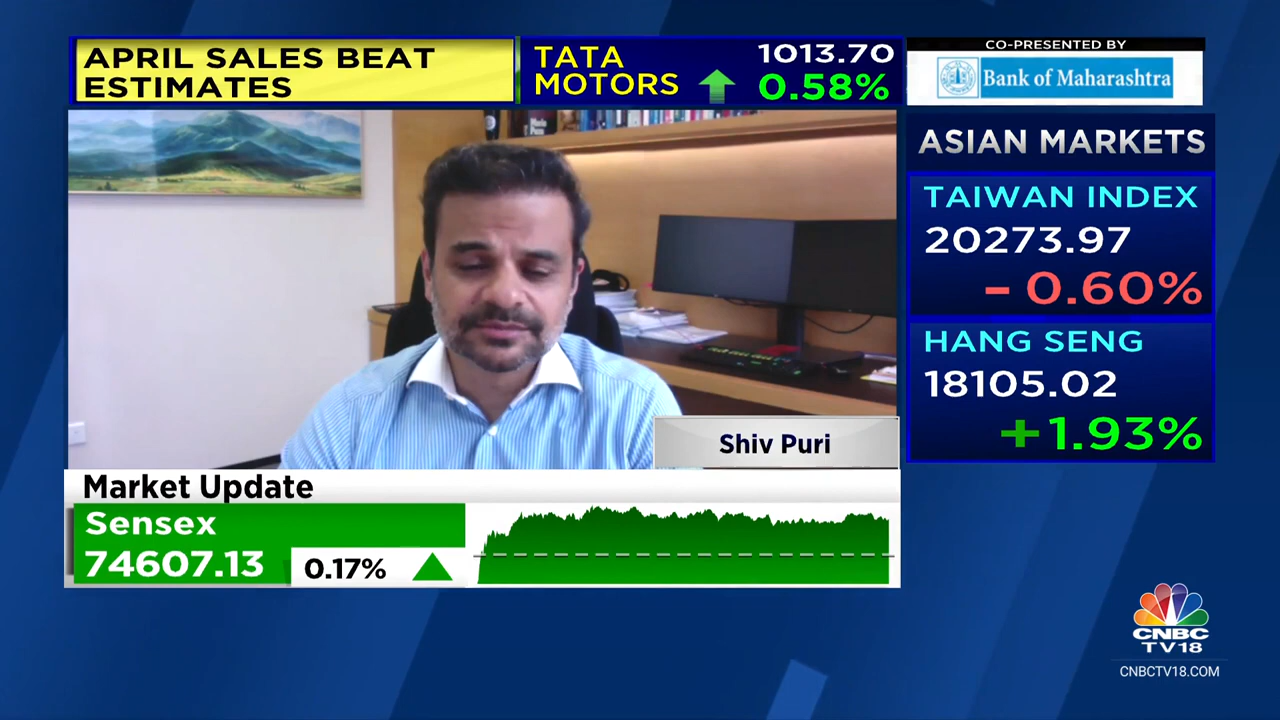 APRIL SALES BEAT
ESTIMATES
TATA
MOTORS
1013.70
0.58%
CO-PRESENTED BY
Bank of Maharashtra
ASIAN MARKETS
TAIWAN INDEX
20273.97
- 0.60%
HANG SENG
18105.02
+1.93%
Mario
Puzo
Shiv Puri
Market Update
Sensex
74607.13
0.17%
CNBC
TV18
CNBCTV18.COM